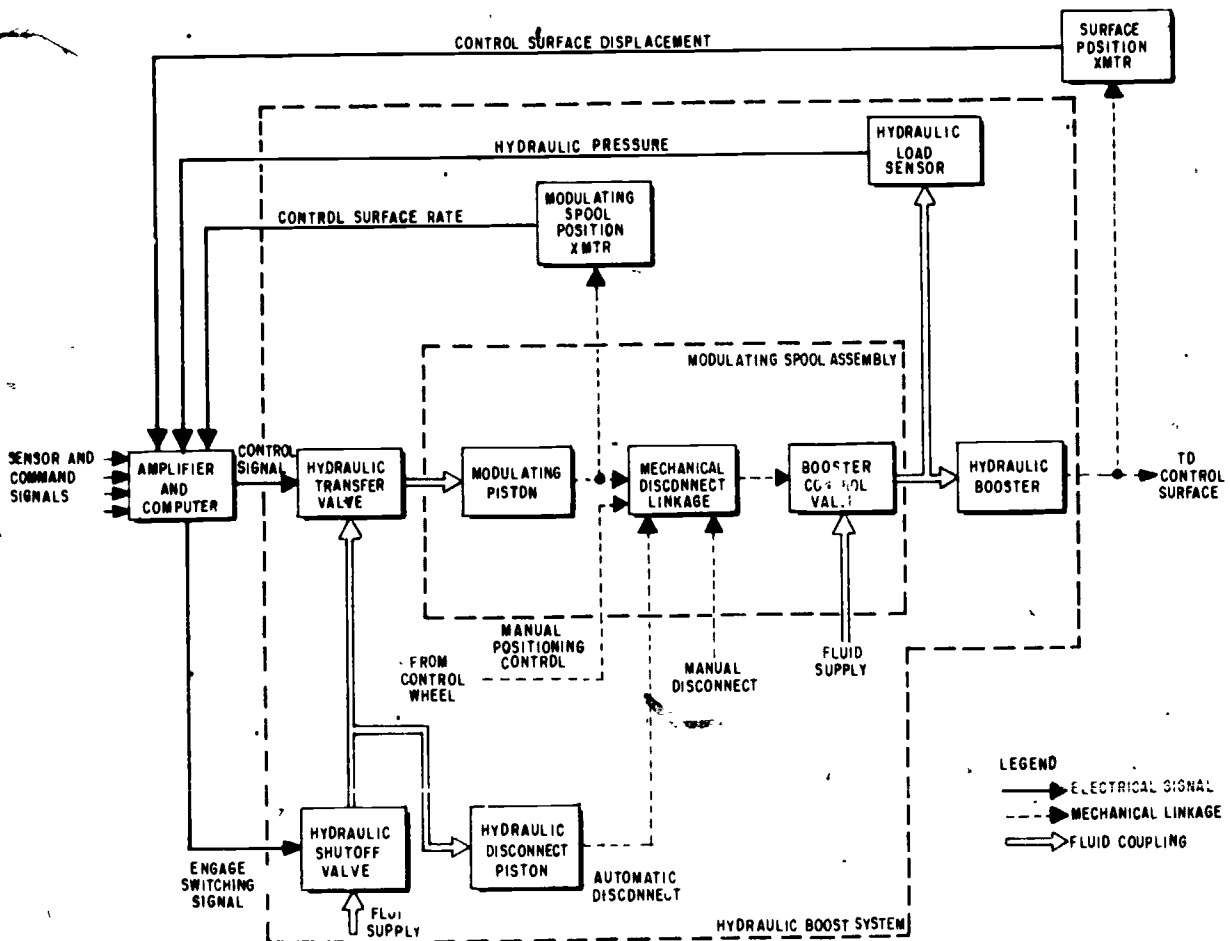 CONTROL SURFACE DISPLACEMENT
SURFACE
POSITION
XMTR
HYDRAULIC PRESSURE
HYDRAULIC
LOAD
SENSOR
CONTROL SURFACE RATE
MODULATING
SPOOL
POSITION
XMTR
MODULATING SPOOL ASSEMBLY
SENSOR AND
COMMAND
SIGNALS
AMPLIFIER
AND
COMPUTER
CONTROL
SIGNAL
HYDRAULIC
TRANSFER
VALVE
MODULATING
PISTON
MECHANICAL
DISCONNECT
LINKAGE
BOOSTER
CONTROL
HYDRAULIC
BOOSTER
TO
CONTROL
SURFACE
MANUAL
POSITIONING
CONTROL
FROM
CONTROL
WHEEL
MANUAL
DISCONNECT
FLUID
SUPPLY
LEGEND
ELECTRICAL SIGNAL
MECHANICAL LINKAGE
FLUID COUPLING
HYDRAULIC
SHUTOFF
VALVE
HYDRAULIC
DISCONNECT
PISTON
ENGAGE
SWITCHING
SIGNAL
AUTOMATIC
DISCONNECT
SUPPLY
HYDRAULIC BOOST SYSTEM